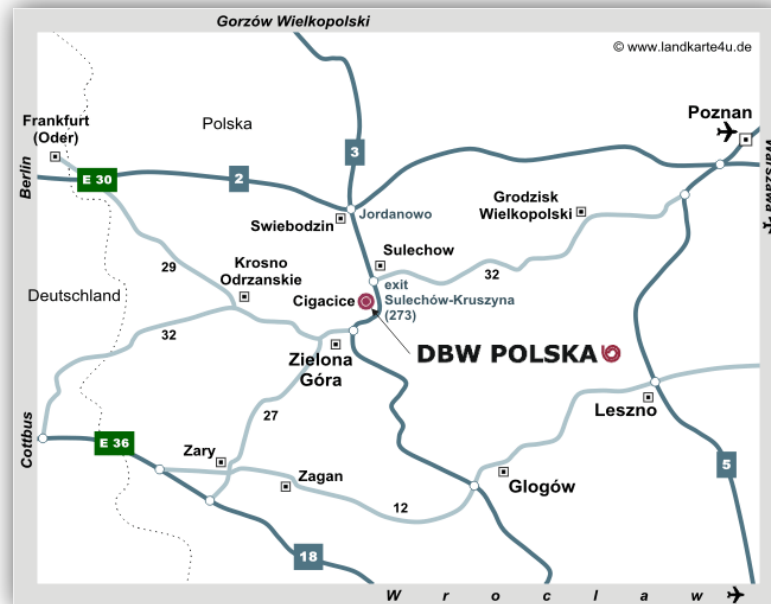 Gorzów Wielkopolski
© www.landkarte4u.de
Poznan
Frankfurt
(Oder)
Polska
3
Berlin
E 30
2
Warszawa
Grodzisk
Wielkopolski
Jordanowo
Swiebodzin
Sulechow
29
Krosno
Odrzanskie
32
exit
Sulechów-Kruszyna
(273)
Deutschland
Cigacice
32
DBW POLSKA
Zielona
Góra
Leszno
27
Cottbus
E 36
Zary
Zagan
Glogów
5
12
18
W r o c l a w